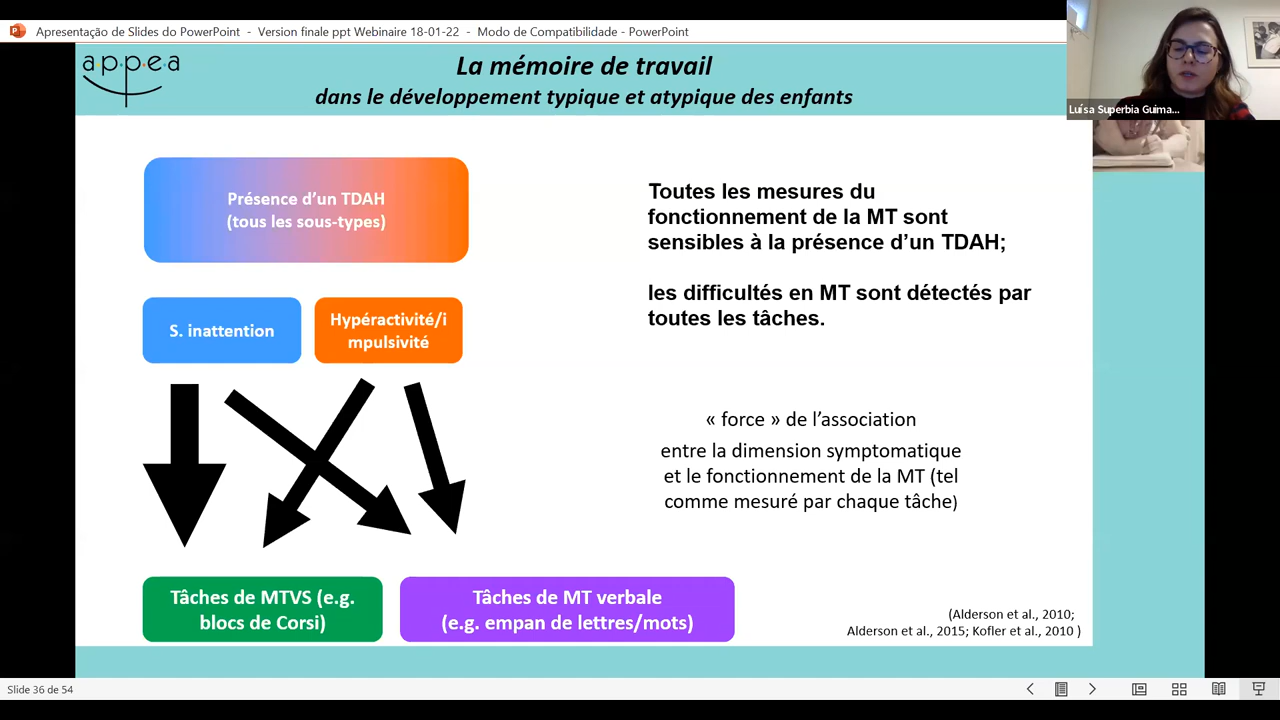 Apresentação de Slides do PowerPoint - Version finale ppt Webinaire 18-01-22 - Modo de Compatibilidade - PowerPoint
appea
La mémoire de travail
dans le développement typique et atypique des enfants
Luísa Superbia Guima...
Présence d'un TDAH
(tous les sous-types)
S. inattention
Hypéractivité/i
mpulsivité
Toutes les mesures du
fonctionnement de la MT sont
sensibles à la présence d'un TDAH;
les difficultés en MT sont détectés par
toutes les tâches.
« force » de l'association
entre la dimension symptomatique
et le fonctionnement de la MT (tel
comme mesuré par chaque tâche)
Tâches de MTVS (e.g.
blocs de Corsi)
Tâches de MT verbale
(e.g. empan de lettres/mots)
(Alderson et al., 2010;
Alderson et al., 2015; Kofler et al., 2010 )
Slide 36 de 54